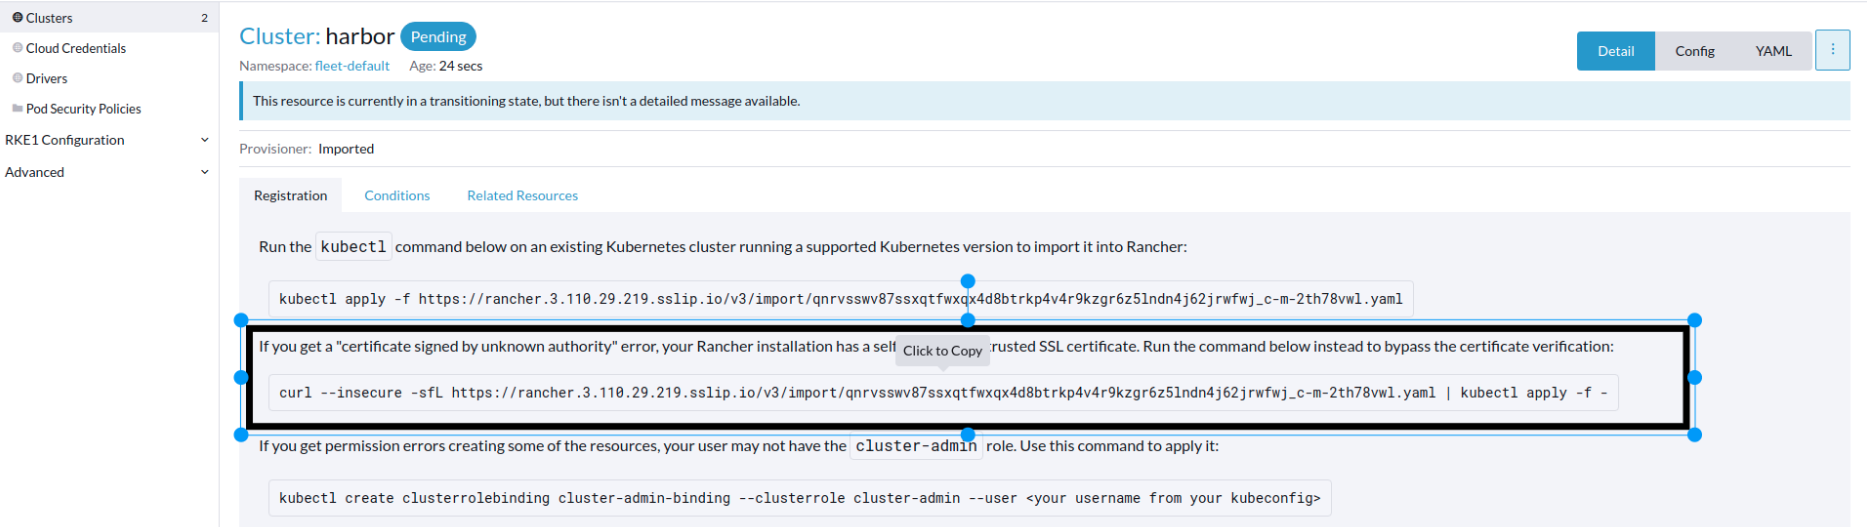 Clusters 2
Cloud Credentials
Drivers
Pod Security Policies
RKE1 Configuration
Advanced
Cluster: harbor Pending
Namespace: fleet-default Age: 24 secs
Detail Config YAML
This resource is currently in a transitioning state, but there isn't a detailed message available.
Provisioner: Imported
Registration Conditions Related Resources
Run the kubectl command below on an existing Kubernetes cluster running a supported Kubernetes version to import it into Rancher:
kubectl apply -f https://rancher.3.110.29.219.sslip.io/v3/import/qnrvsswv87ssxqtfwxqx4d8btrkp4v4r9kzgr6z5lndn4j62jrwfwj_c-m-2th78vwl.yaml
If you get a "certificate signed by unknown authority" error, your Rancher installation has a self trusted SSL certificate. Run the command below instead to bypass the certificate verification:
Click to Copy
curl --insecure -sfL https://rancher.3.110.29.219.sslip.io/v3/import/qnrvsswv87ssxqtfwxqx4d8btrkp4v4r9kzgr6z5lndn4j62jrwfwj_c-m-2th78vwl.yaml | kubectl apply -f -
If you get permission errors creating some of the resources, your user may not have the cluster-admin role. Use this command to apply it:
kubectl create clusterrolebinding cluster-admin-binding --clusterrole cluster-admin --user <your username from your kubeconfig>